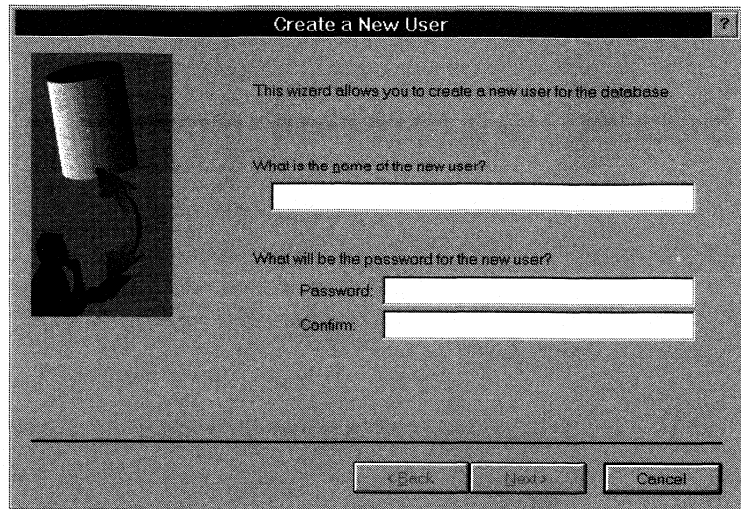 Create a New User
?
This wizard allows you to create a new user for the database.
What is the name of the new user?
What will be the password for the new user?
Password:
Confirm:
< Back
Next >
Cancel